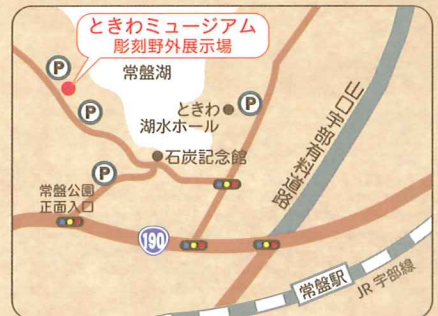 ときわミュージアム
彫刻野外展示場
P
常盤湖
P
ときわ
湖水ホール
P
石炭記念館
P
常盤公園
正面入口
190
山口宇部有料道路
常盤駅
JR 宇部線